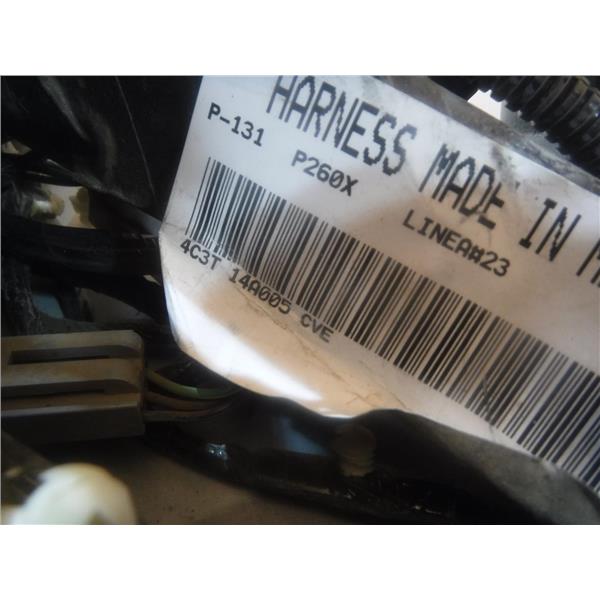 HARNESS MADE IN
P-131 P260X LINEA#23
4C3T 14A005 CVE